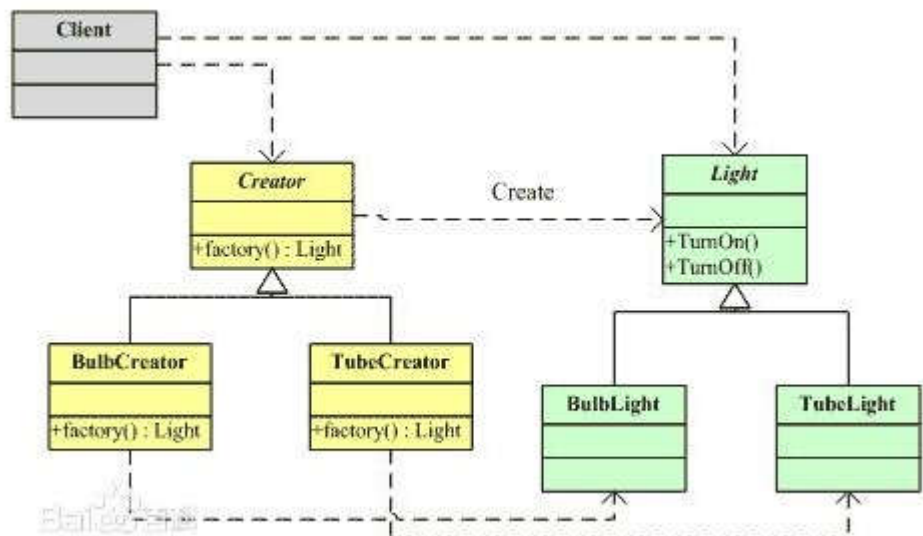 Client
Creator
+factory() : Light
Create
Light
+TurnOn()
+TurnOff()
BulbCreator
+factory() : Light
TubeCreator
+factory() : Light
BulbLight
TubeLight